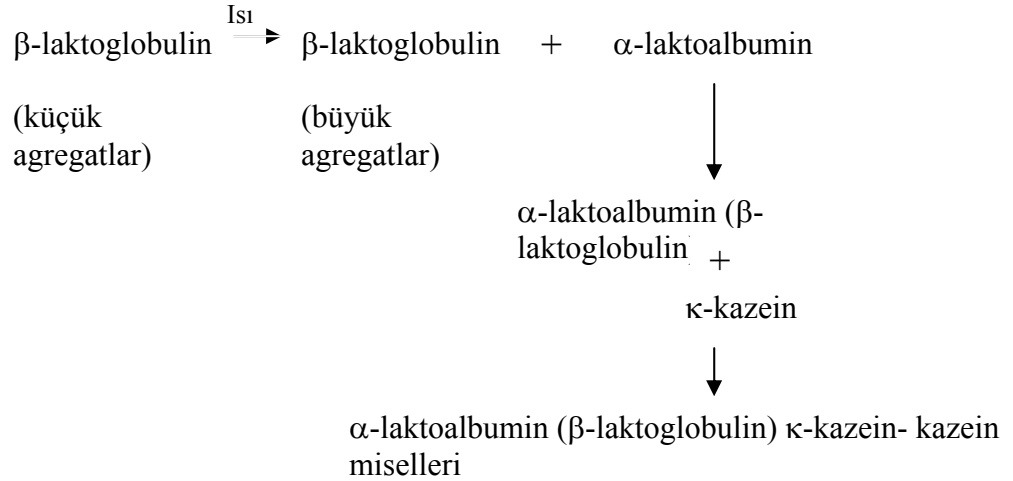 Isı
β-laktoglobulin β-laktoglobulin + α-laktoalbumin
(küçük (büyük
agregatlar) agregatlar)
α-laktoalbumin (β-
laktoglobulin) +
κ-kazein
α-laktoalbumin (β-laktoglobulin) κ-kazein- kazein
miselleri